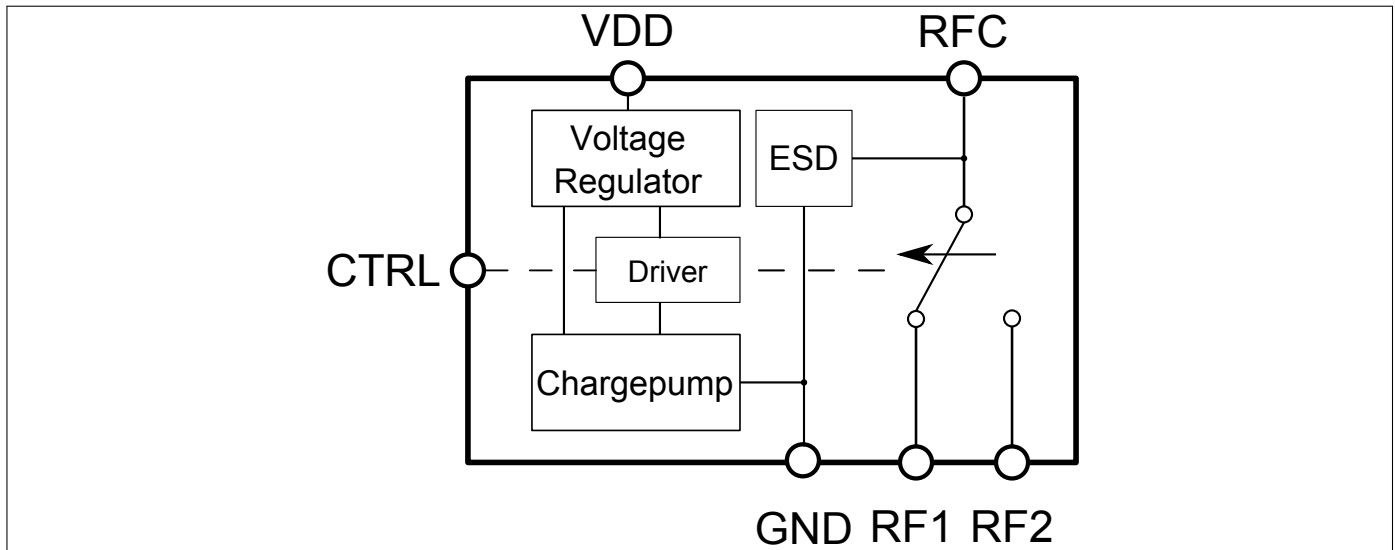 VDD
RFC
Voltage
Regulator
ESD
CTRL
Driver
Chargepump
GND
RF1
RF2